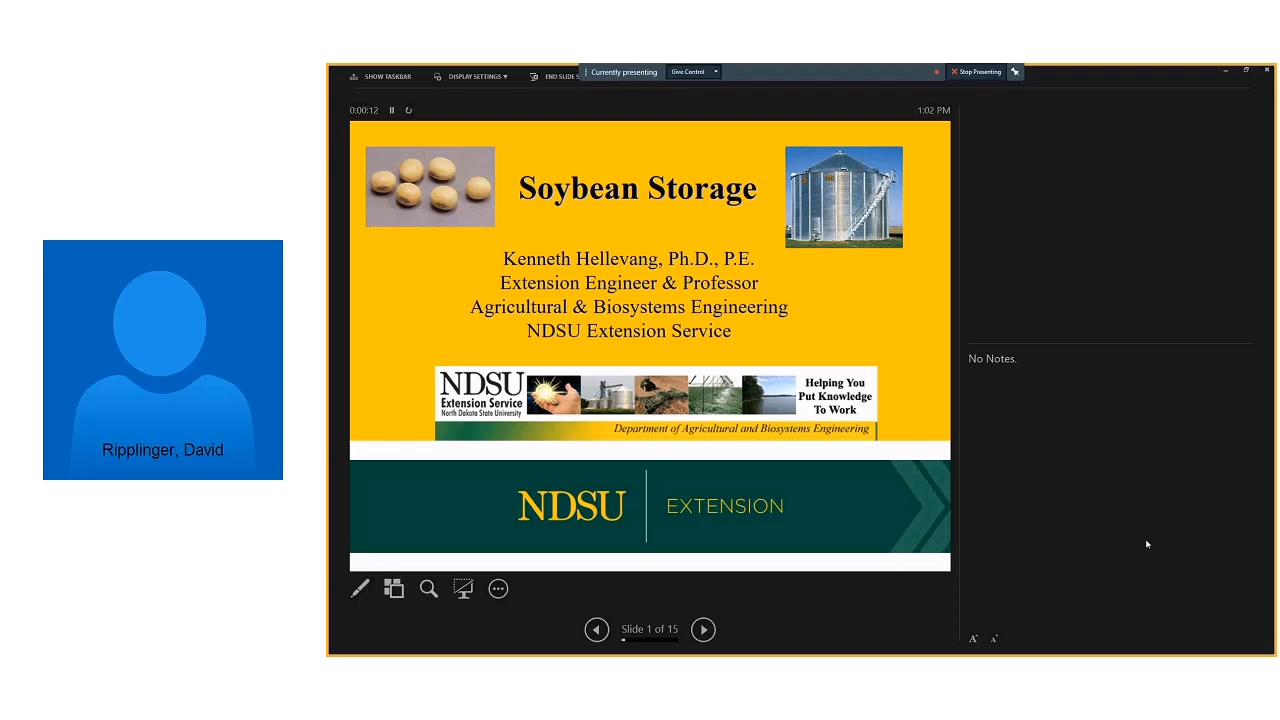 SHOW TASKBAR
DISPLAY SETTINGS ▼
END SLIDE S
Currently presenting
Give Control
Stop Presenting
0:00:12
1:02 PM
Soybean Storage
Kenneth Hellevang, Ph.D., P.E.
Extension Engineer & Professor
Agricultural & Biosystems Engineering
NDSU Extension Service
NDSU
Extension Service
North Dakota State University
Helping You
Put Knowledge
To Work
Department of Agricultural and Biosystems Engineering
NDSU EXTENSION
Slide 1 of 15
No Notes.
A A
Ripplinger, David